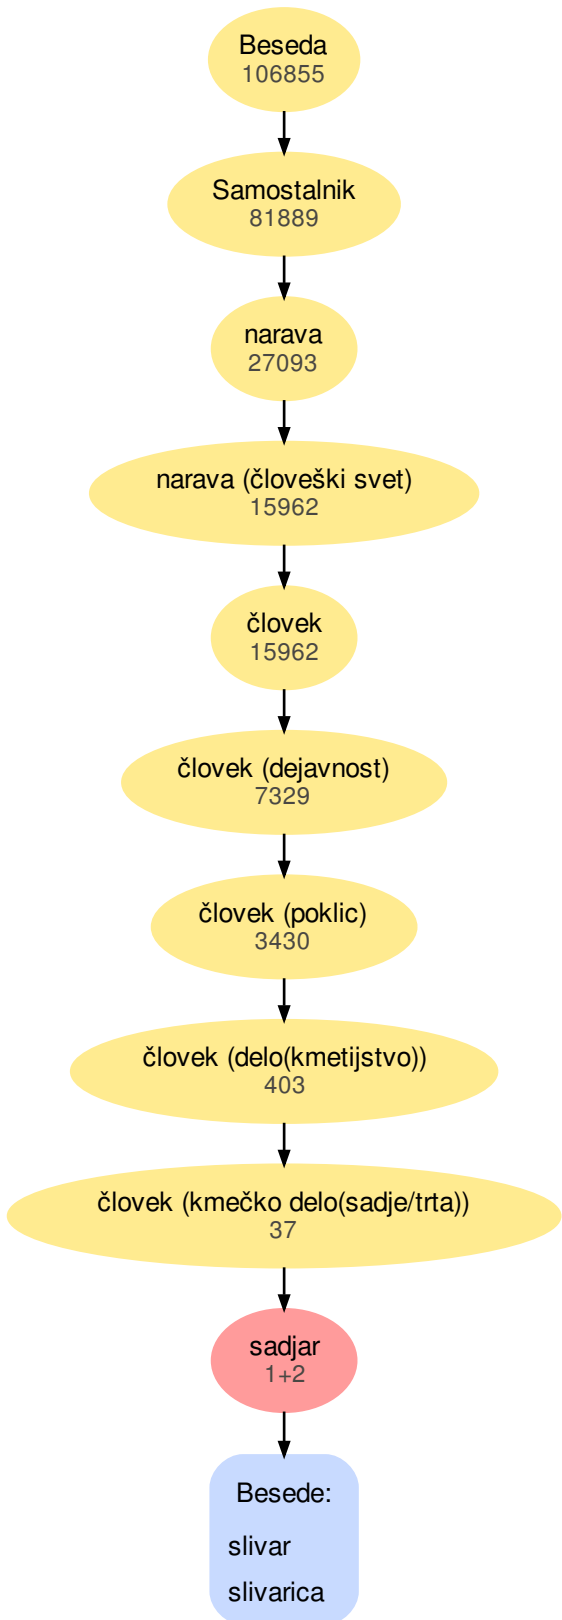 Beseda
106855
Samostalnik
81889
narava
27093
narava (človeški svet)
15962
človek
15962
človek (dejavnost)
7329
človek (poklic)
3430
človek (delo(kmetijstvo))
403
človek (kmečko delo(sadje/trta))
37
sadjar
1+2
Besede:
slivar
slivarica